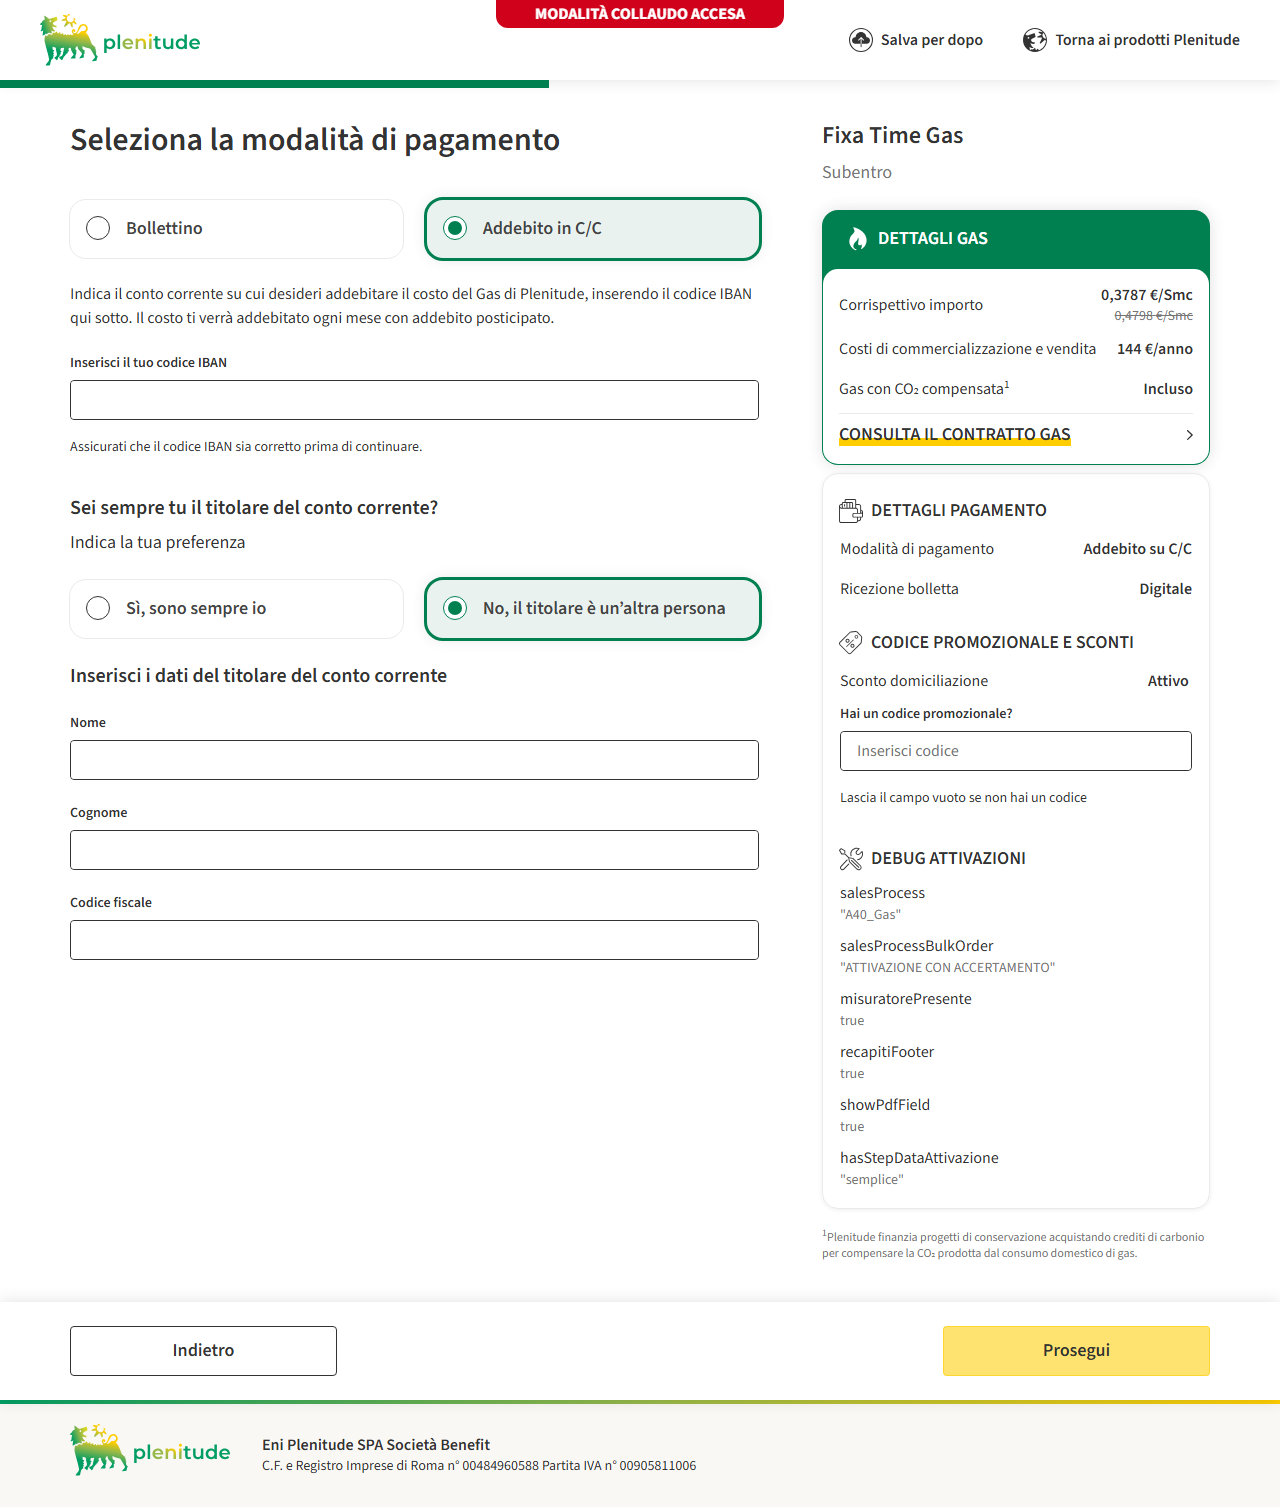 plenitude
MODALITÀ COLLAUDO ACCESA
Salva per dopo
Torna ai prodotti Plenitude
Seleziona la modalità di pagamento
Bollettino
Addebito in C/C
Indica il conto corrente su cui desideri addebitare il costo del Gas di Plenitude, inserendo il codice IBAN
qui sotto. Il costo ti verrà addebitato ogni mese con addebito posticipato.
Inserisci il tuo codice IBAN
Assicurati che il codice IBAN sia corretto prima di continuare.
Sei sempre tu il titolare del conto corrente?
Indica la tua preferenza
Sì, sono sempre io
No, il titolare è un’altra persona
Inserisci i dati del titolare del conto corrente
Nome
Cognome
Codice fiscale
Fixa Time Gas
Subentro
DETTAGLI GAS
Corrispettivo importo
0,3787 €/Smc
0,4798 €/Smc
Costi di commercializzazione e vendita
144 €/anno
Gas con CO₂ compensata¹
Incluso
CONSULTA IL CONTRATTO GAS
DETTAGLI PAGAMENTO
Modalità di pagamento
Addebito su C/C
Ricezione bolletta
Digitale
CODICE PROMOZIONALE E SCONTI
Sconto domiciliazione
Attivo
Hai un codice promozionale?
Inserisci codice
Lascia il campo vuoto se non hai un codice
DEBUG ATTIVAZIONI
salesProcess
"A40_Gas"
salesProcessBulkOrder
"ATTIVAZIONE CON ACCERTAMENTO"
misuratorePresente
true
recapitiFooter
true
showPdfField
true
hasStepDataAttivazione
"semplice"
¹Plenitude finanzia progetti di conservazione acquistando crediti di carbonio
per compensare la CO₂ prodotta dal consumo domestico di gas.
Indietro
Prosegui
plenitude
Eni Plenitude SPA Società Benefit
C.F. e Registro Imprese di Roma n° 00484960588 Partita IVA n° 00905811006